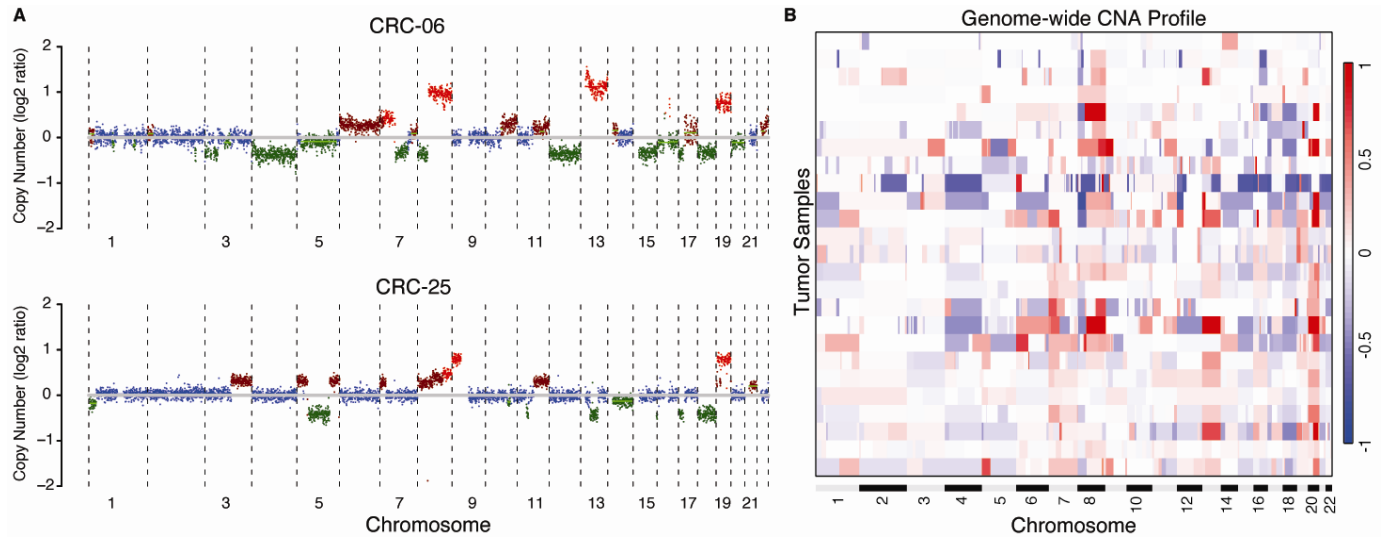 A
CRC-06
Copy Number (log2 ratio)
2
1
0
−1
−2
1 3 5 7 9 11 13 15 17 19 21
CRC-25
Copy Number (log2 ratio)
2
1
0
−1
−2
1 3 5 7 9 11 13 15 17 19 21
Chromosome
B
Genome-wide CNA Profile
Tumor Samples
1 2 3 4 5 6 7 8 10 12 14 16 18 20 22
Chromosome
1
0.5
0
-0.5
-1